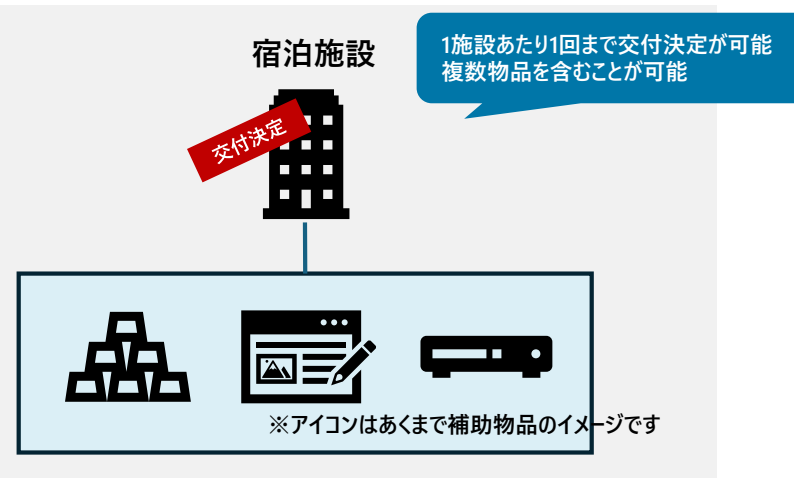 宿泊施設
1施設あたり1回まで交付決定が可能
複数物品を含むことが可能
交付決定
※アイコンはあくまで補助物品のイメージです